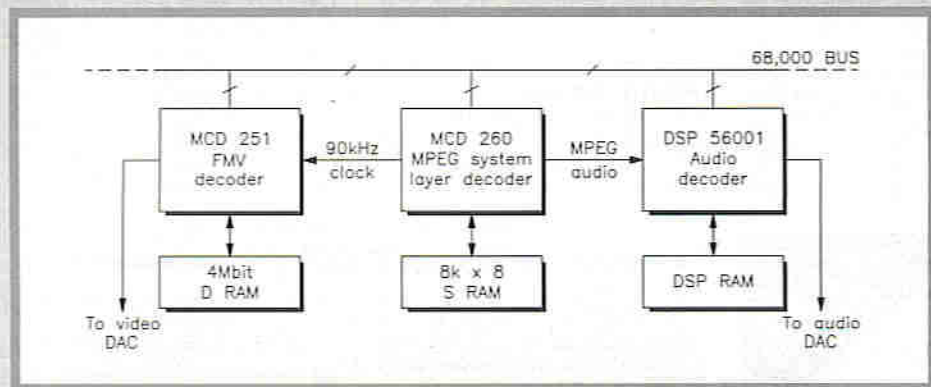 68,000 BUS
MCD 251
FMV
decoder
90kHz
clock
MCD 260
MPEG system
layer decoder
MPEG
audio
DSP 56001
Audio
decoder
4Mbit
D RAM
8k x 8
S RAM
DSP RAM
To video
DAC
To audio
DAC